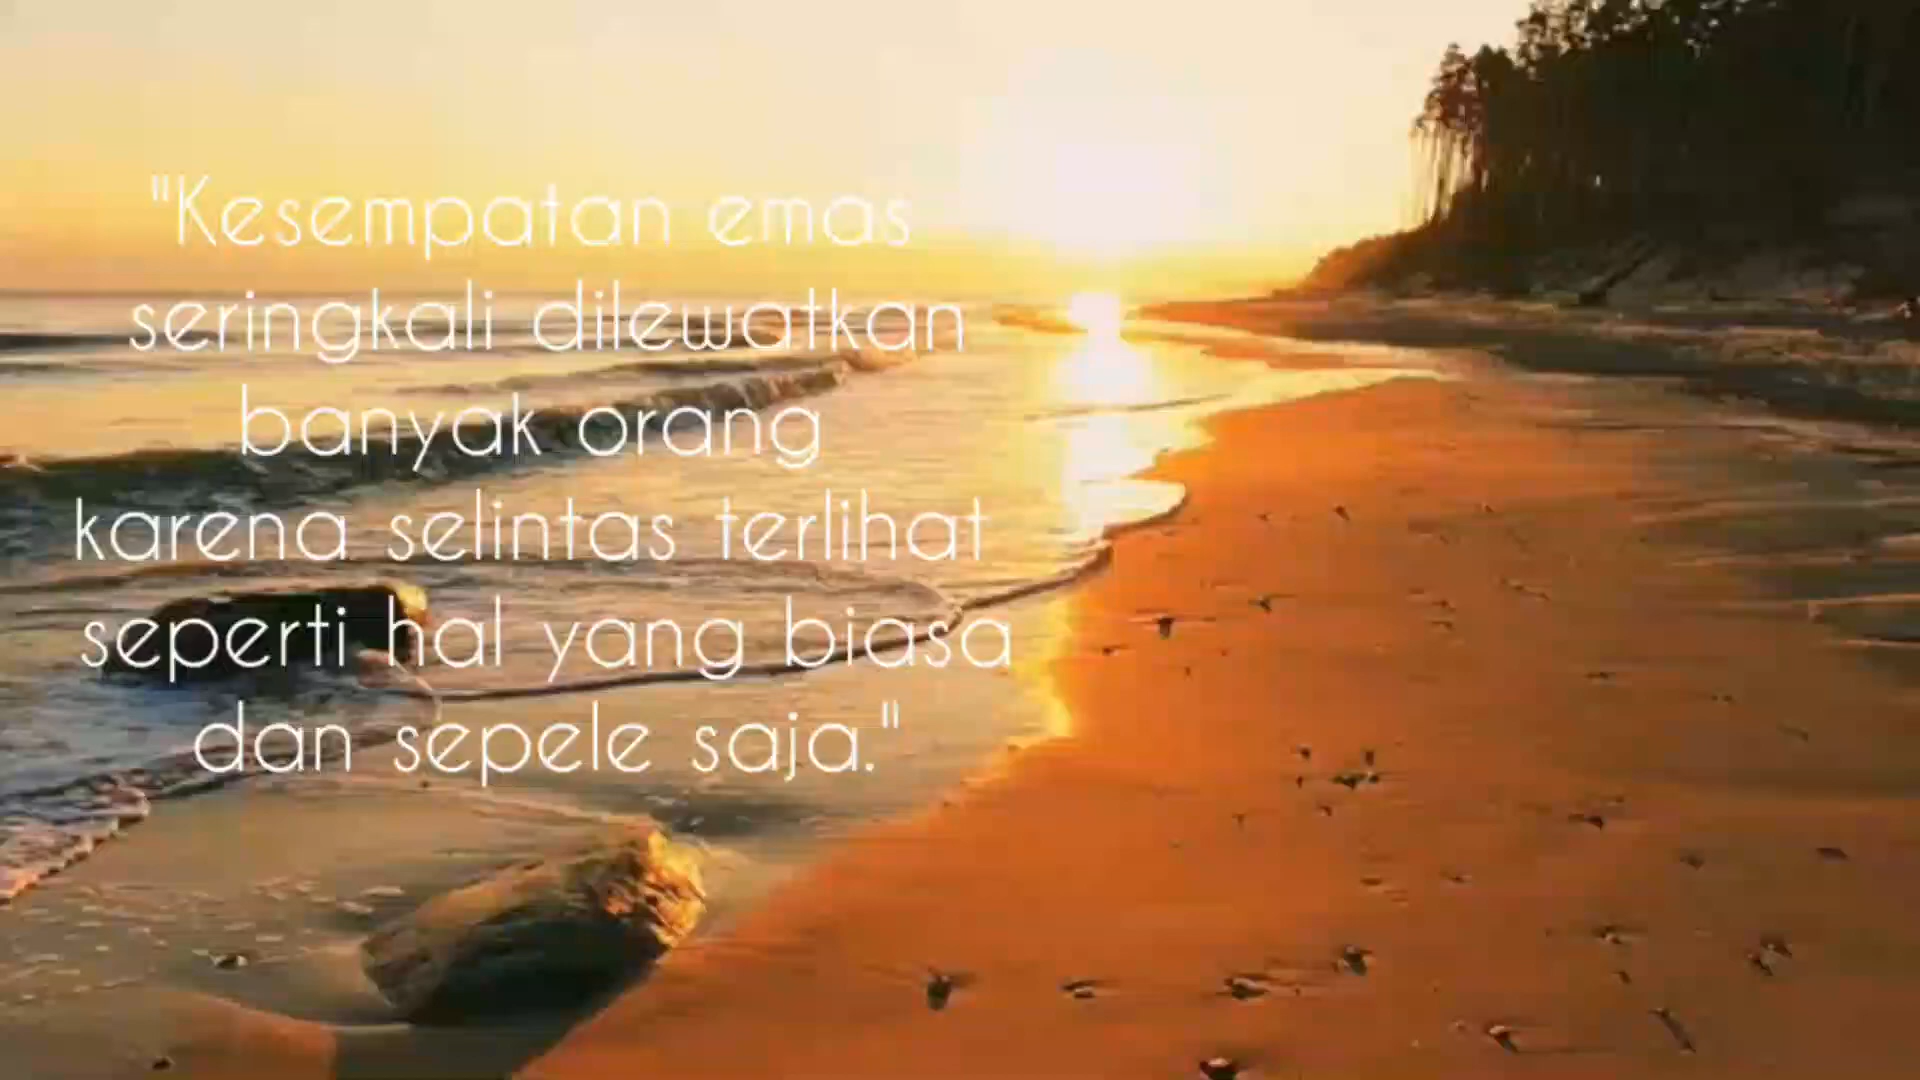 "Kesempatan emas
seringkali dilewatkan
banyak orang
karena selintas terlihat
seperti hal yang biasa
dan sepele saja."